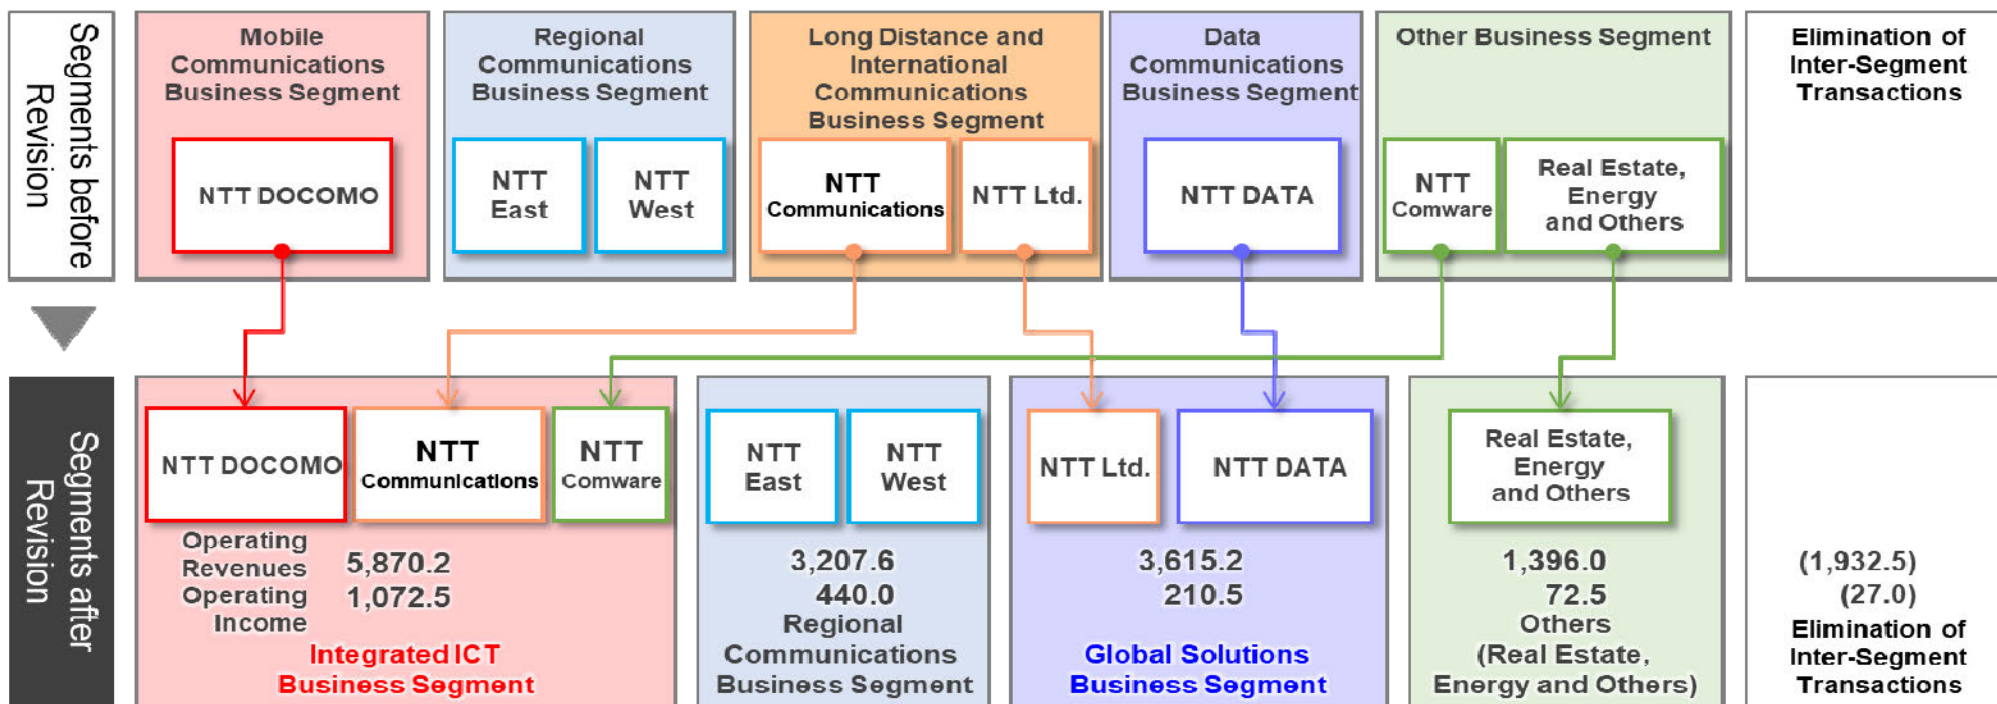 Segments before
Revision
Mobile
Communications
Business Segment
NTT DOCOMO
Regional
Communications
Business Segment
NTT
East
NTT
West
Long Distance and
International
Communications
Business Segment
NTT
Communications
NTT Ltd.
Data
Communications
Business Segment
NTT DATA
Other Business Segment
NTT
Comware
Real Estate,
Energy
and Others
Elimination of
Inter-Segment
Transactions
Segments after
Revision
NTT DOCOMO
NTT
Communications
NTT
Comware
Operating
Revenues
5,870.2
Operating
Income
1,072.5
Integrated ICT
Business Segment
NTT
East
NTT
West
3,207.6
440.0
Regional
Communications
Business Segment
NTT Ltd.
NTT DATA
3,615.2
210.5
Global Solutions
Business Segment
Real Estate,
Energy
and Others
1,396.0
72.5
Others
(Real Estate,
Energy and Others)
(1,932.5)
(27.0)
Elimination of
Inter-Segment
Transactions